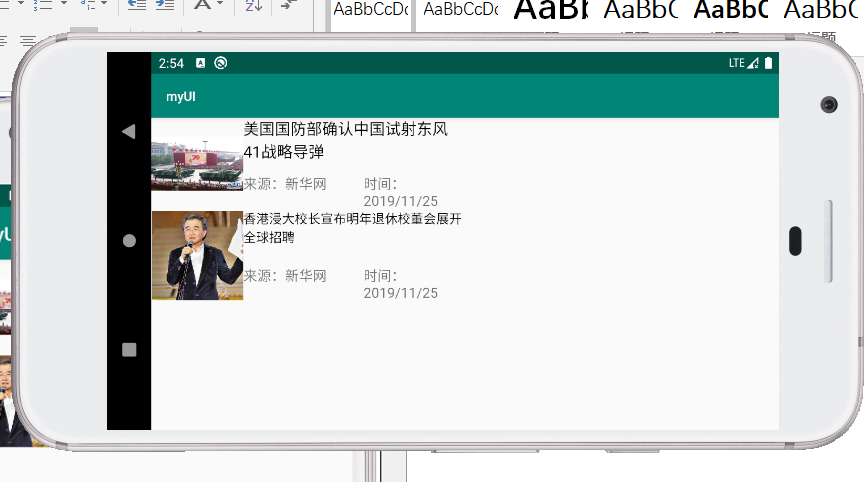 AaBbCcDc
AaBbCcDc
AaBb
AaBbC
AaBbCc
AaBbC
2:54
LTE
myUI
美国国防部确认中国试射东风
41战略导弹
来源：新华网
时间：
2019/11/25
香港浸大校长宣布明年退休校董会展开
全球招聘
来源：新华网
时间：
2019/11/25